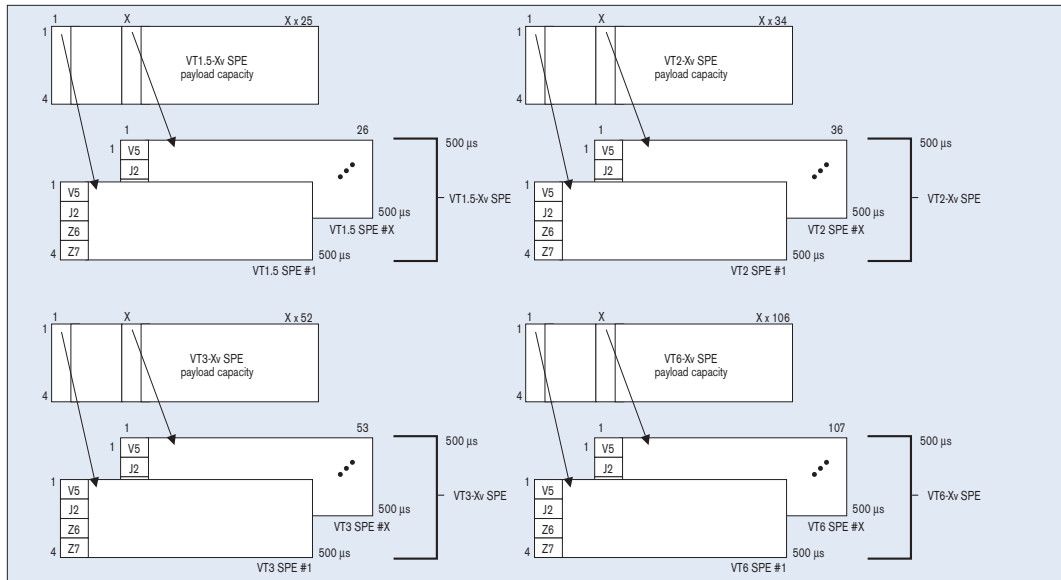 1 X X x 25
1
VT1.5-Xv SPE
payload capacity
4
1 26
1 V5
J2
500 µs
1 V5
J2
Z6
4 Z7
500 µs
VT1.5 SPE #X
500 µs
VT1.5 SPE #1
VT1.5-Xv SPE
1 X X x 34
1
VT2-Xv SPE
payload capacity
4
1 36
1 V5
J2
500 µs
1 V5
J2
Z6
4 Z7
500 µs
VT2 SPE #X
500 µs
VT2 SPE #1
VT2-Xv SPE
1 X X x 52
1
VT3-Xv SPE
payload capacity
4
1 53
1 V5
J2
500 µs
1 V5
J2
Z6
4 Z7
500 µs
VT3 SPE #X
500 µs
VT3 SPE #1
VT3-Xv SPE
1 X X x 106
1
VT6-Xv SPE
payload capacity
4
1 107
1 V5
J2
500 µs
1 V5
J2
Z6
4 Z7
500 µs
VT6 SPE #X
500 µs
VT6 SPE #1
VT6-Xv SPE